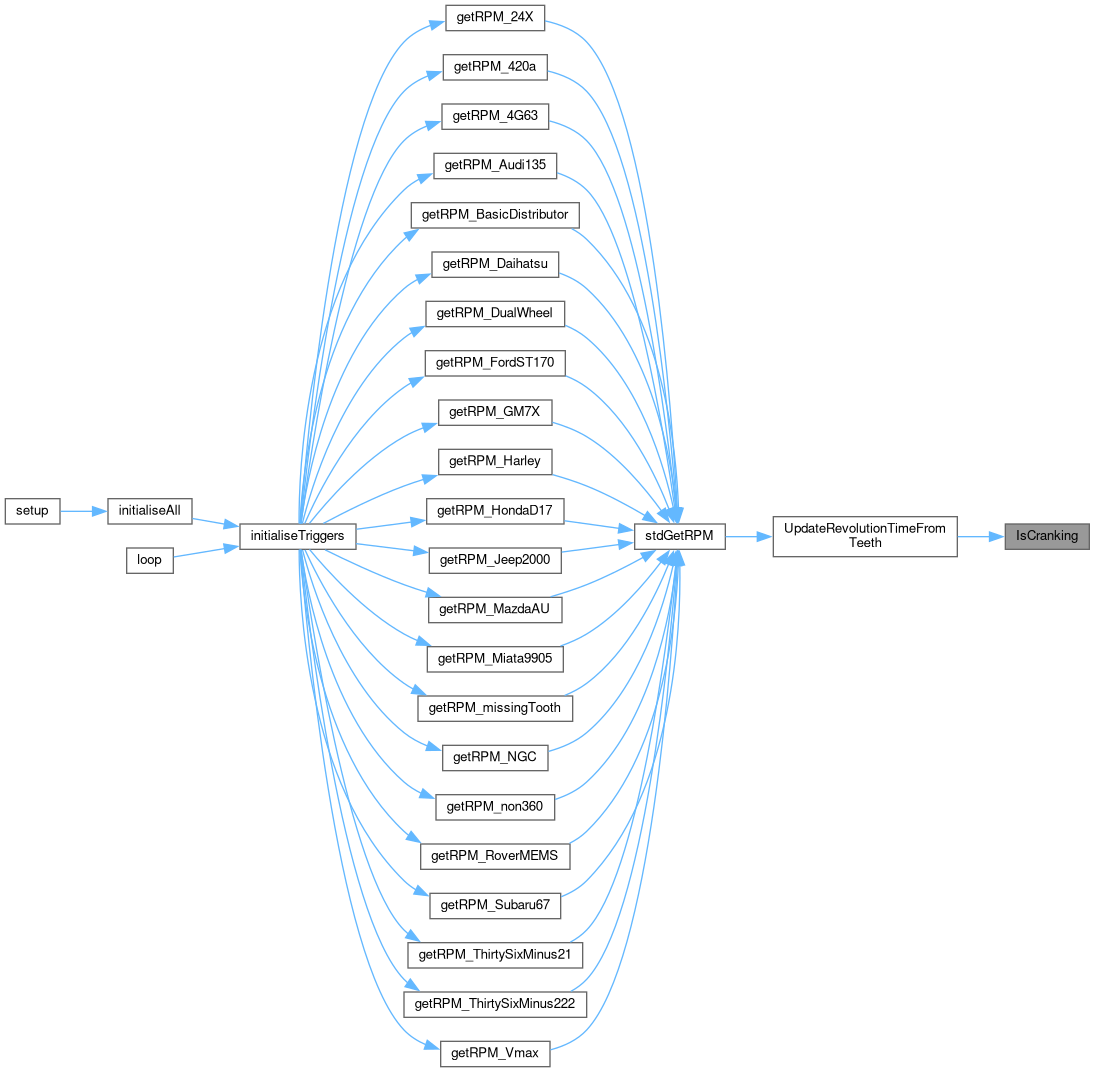 getRPM_24X
getRPM_420a
getRPM_4G63
getRPM_Audi135
getRPM_BasicDistributor
getRPM_Daihatsu
getRPM_DualWheel
getRPM_FordST170
getRPM_GM7X
getRPM_Harley
setup
initialiseAll
getRPM_HondaD17
initialiseTriggers
stdGetRPM
UpdateRevolutionTimeFrom
Teeth
IsCranking
loop
getRPM_Jeep2000
getRPM_MazdaAU
getRPM_Miata9905
getRPM_missingTooth
getRPM_NGC
getRPM_non360
getRPM_RoverMEMS
getRPM_Subaru67
getRPM_ThirtySixMinus21
getRPM_ThirtySixMinus222
getRPM_Vmax